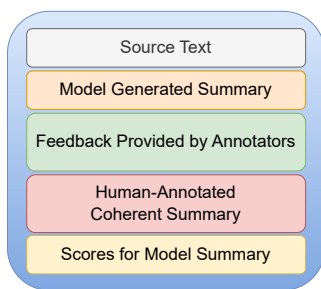 Source Text
Model Generated Summary
Feedback Provided by Annotators
Human-Annotated
Coherent Summary
Scores for Model Summary